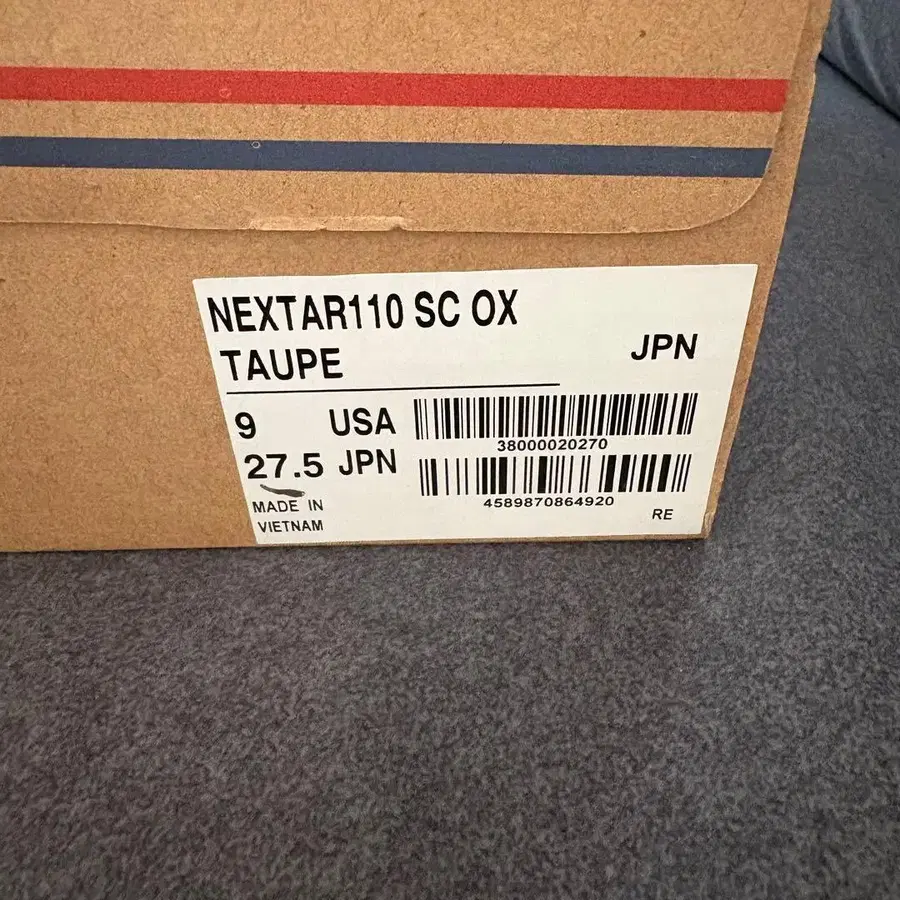 NEXTAR110 SC OX
TAUPE
JPN
9 USA
27.5 JPN
38000020270
4589870864920
MADE IN
VIETNAM
RE